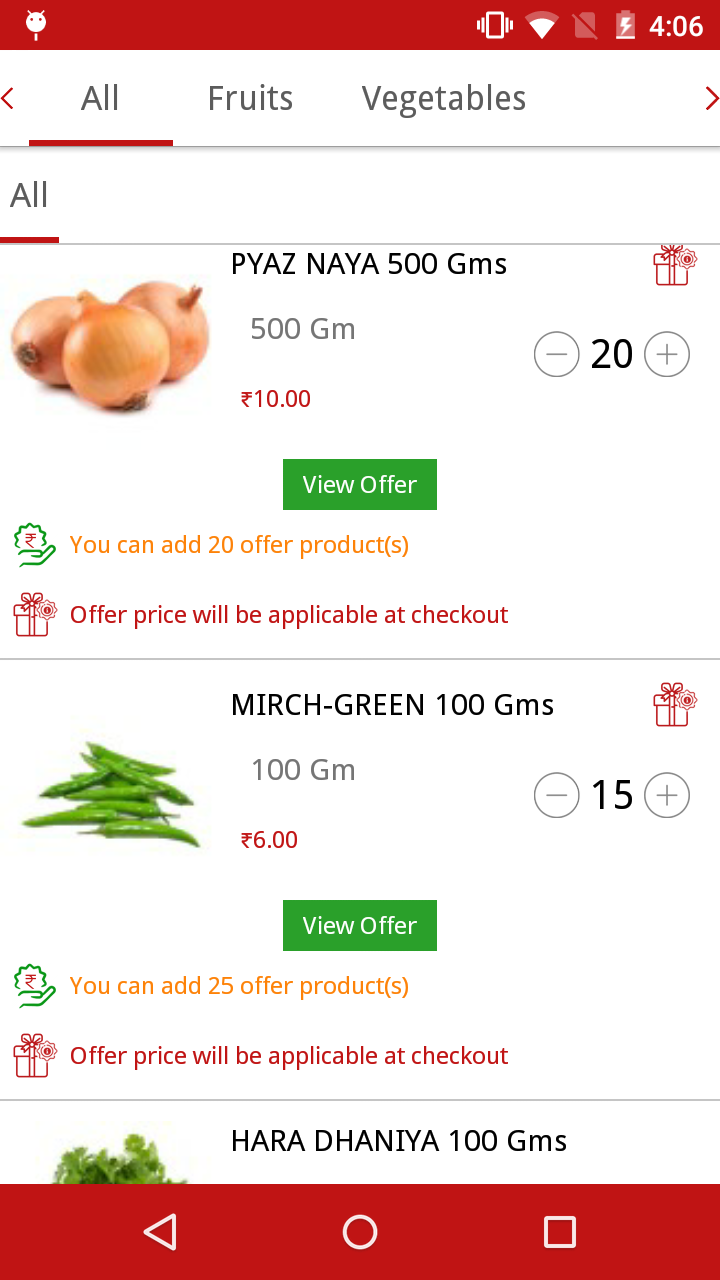 4:06
All Fruits Vegetables
All
PYAZ NAYA 500 Gms
500 Gm
20
₹10.00
View Offer
You can add 20 offer product(s)
Offer price will be applicable at checkout
MIRCH-GREEN 100 Gms
100 Gm
15
₹6.00
View Offer
You can add 25 offer product(s)
Offer price will be applicable at checkout
HARA DHANIYA 100 Gms